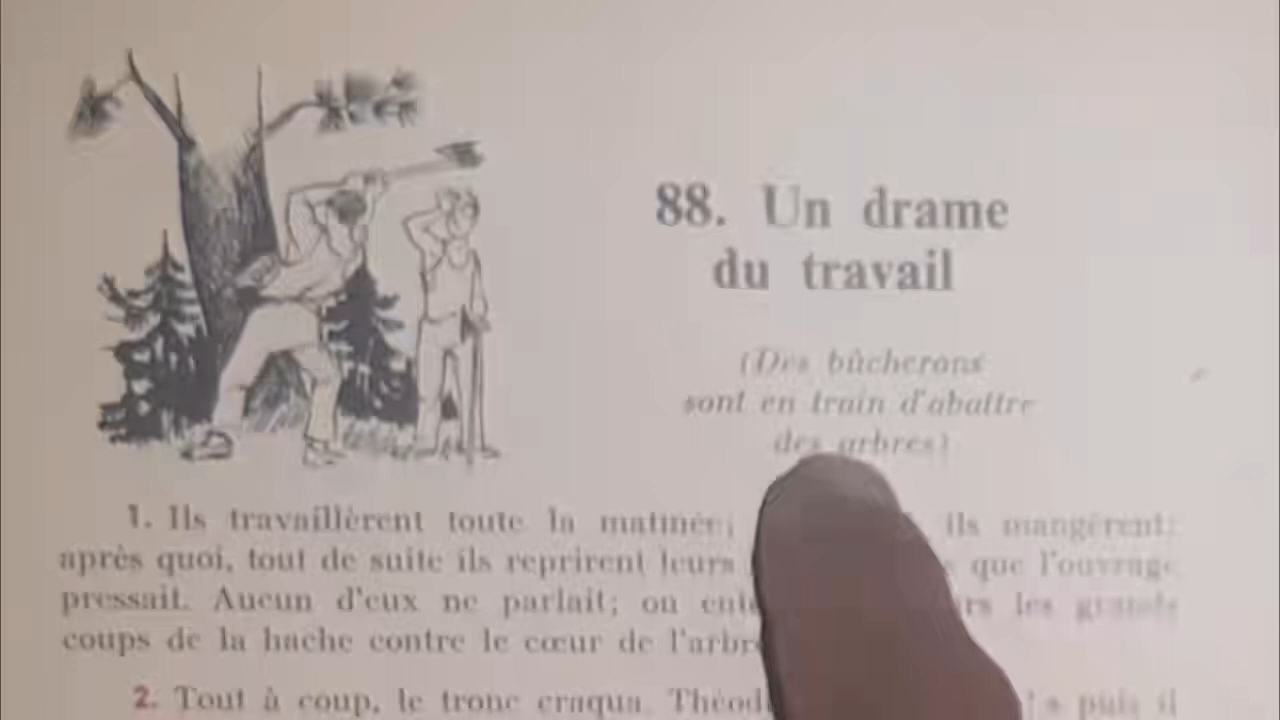 88. Un drame
du travail
(Des bûcherons
sont en train d'abattre
des arbres)
1. Ils travaillèrent toute la matinée; ils mangèrent;
après quoi, tout de suite ils reprirent leurs que l'ouvrage
pressait. Aucun d'eux ne parlait; on les grands
coups de la hache contre le cœur de l'arbre
2. Tout à coup, le tronc craqua. puis il